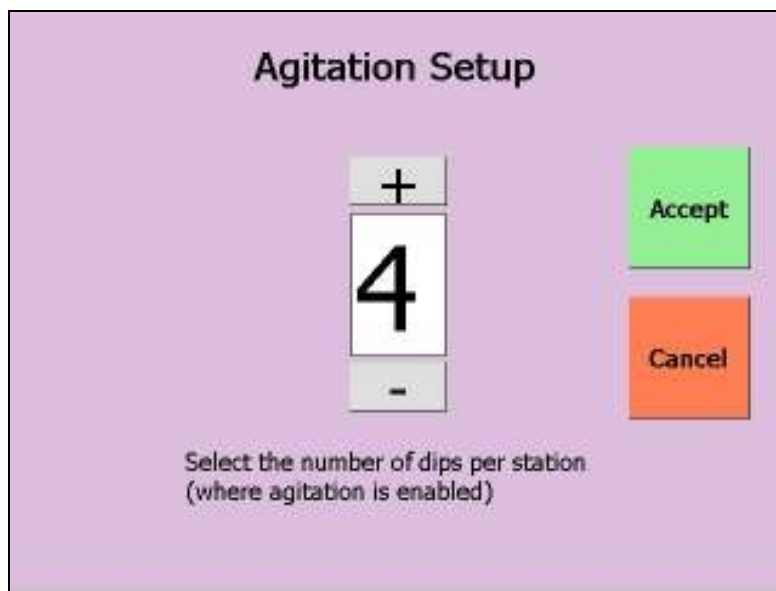 Agitation Setup
+
4
-
Accept
Cancel
Select the number of dips per station
(where agitation is enabled)